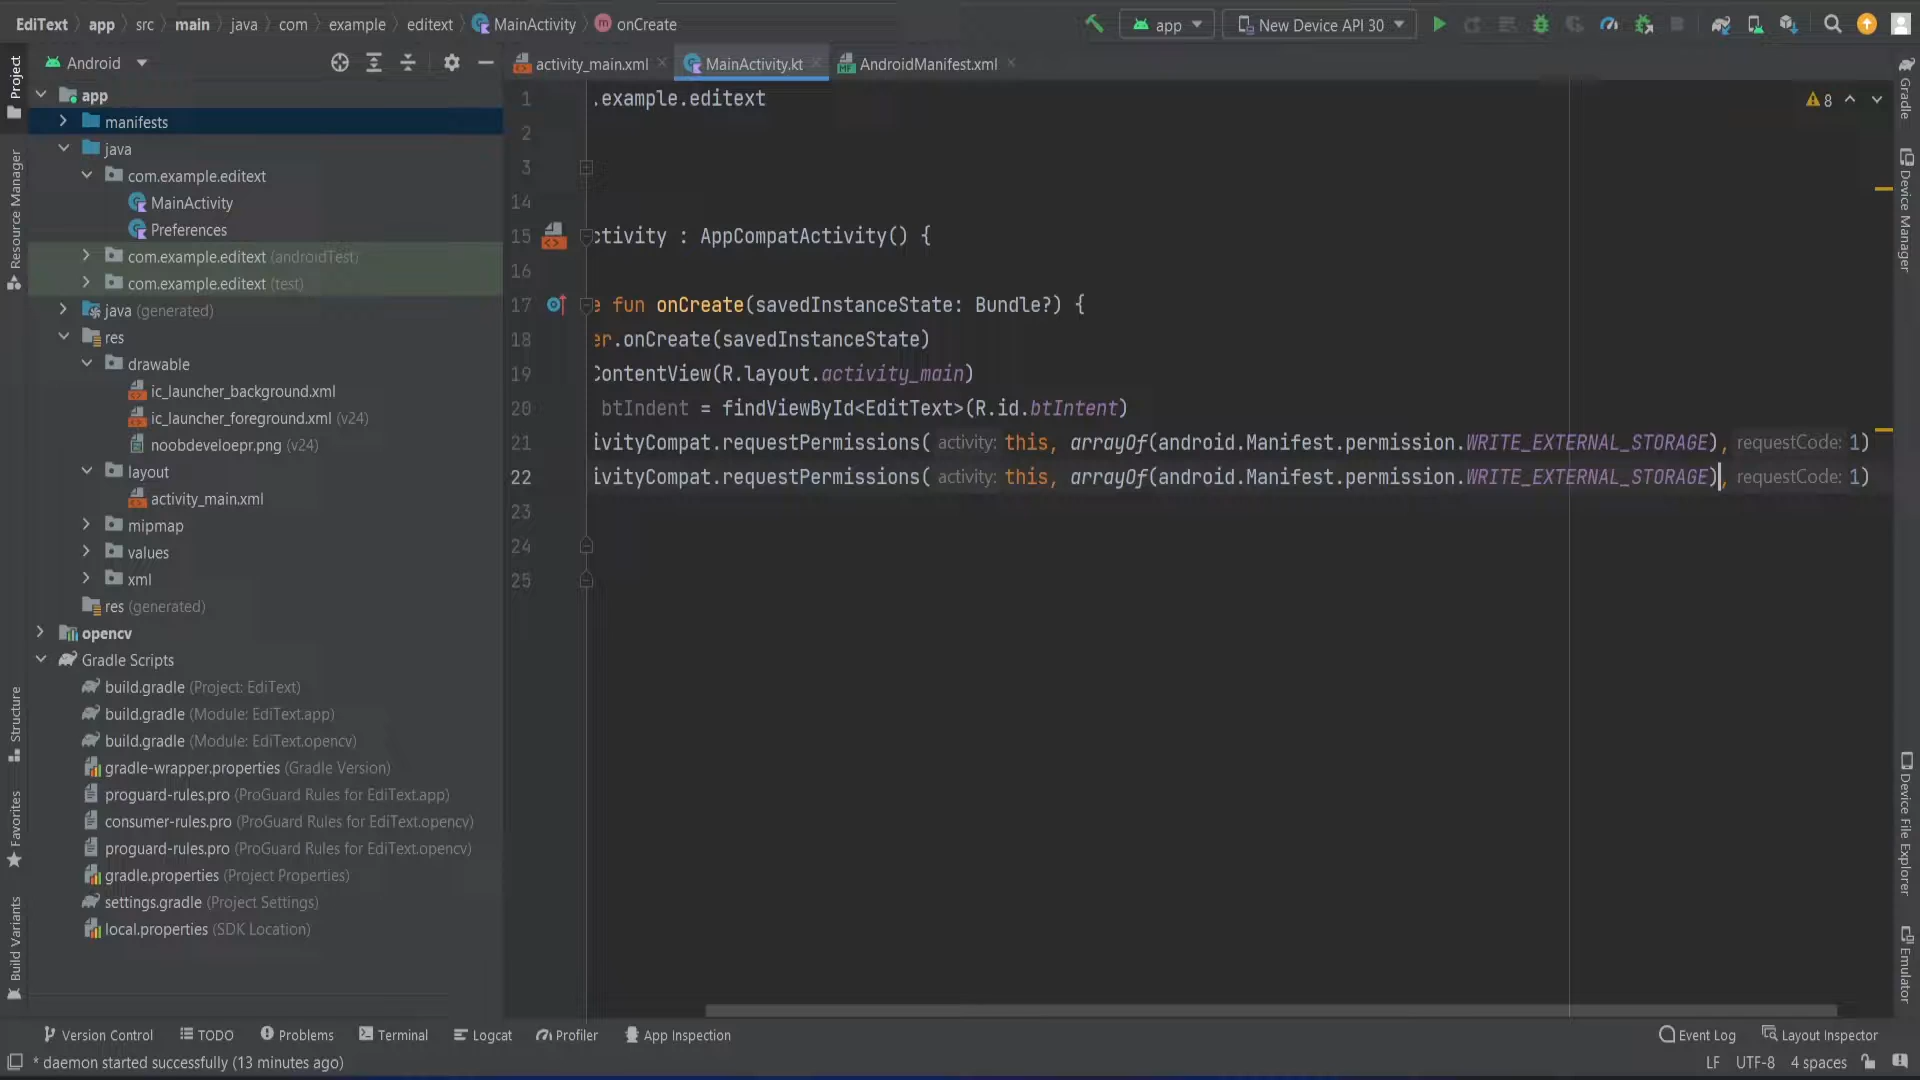 EdiText app src main java com example editext MainActivity onCreate app New Device API 30
Android activity_main.xml MainActivity.kt AndroidManifest.xml
Project
Resource Manager
Structure
Favorites
Build Variants
app
manifests
java
com.example.editext
MainActivity
Preferences
com.example.editext (androidTest)
com.example.editext (test)
java (generated)
res
drawable
ic_launcher_background.xml
ic_launcher_foreground.xml (v24)
noobdeveloepr.png (v24)
layout
activity_main.xml
mipmap
values
xml
res (generated)
opencv
Gradle Scripts
build.gradle (Project: EdiText)
build.gradle (Module: EdiText.app)
build.gradle (Module: EdiText.opencv)
gradle-wrapper.properties (Gradle Version)
proguard-rules.pro (ProGuard Rules for EdiText.app)
consumer-rules.pro (ProGuard Rules for EdiText.opencv)
proguard-rules.pro (ProGuard Rules for EdiText.opencv)
gradle.properties (Project Properties)
settings.gradle (Project Settings)
local.properties (SDK Location)
1 .example.editext
2
3
14
15 ctivity : AppCompatActivity() {
16
17 e fun onCreate(savedInstanceState: Bundle?) {
18 er.onCreate(savedInstanceState)
19 ContentView(R.layout.activity_main)
20 btIndent = findViewById<EditText>(R.id.btIntent)
21 ivityCompat.requestPermissions( activity: this, arrayOf(android.Manifest.permission.WRITE_EXTERNAL_STORAGE), requestCode: 1)
22 ivityCompat.requestPermissions( activity: this, arrayOf(android.Manifest.permission.WRITE_EXTERNAL_STORAGE), requestCode: 1)
23
24
25
8
Gradle
Device Manager
Device File Explorer
Emulator
Version Control TODO Problems Terminal Logcat Profiler App Inspection Event Log Layout Inspector
* daemon started successfully (13 minutes ago) LF UTF-8 4 spaces